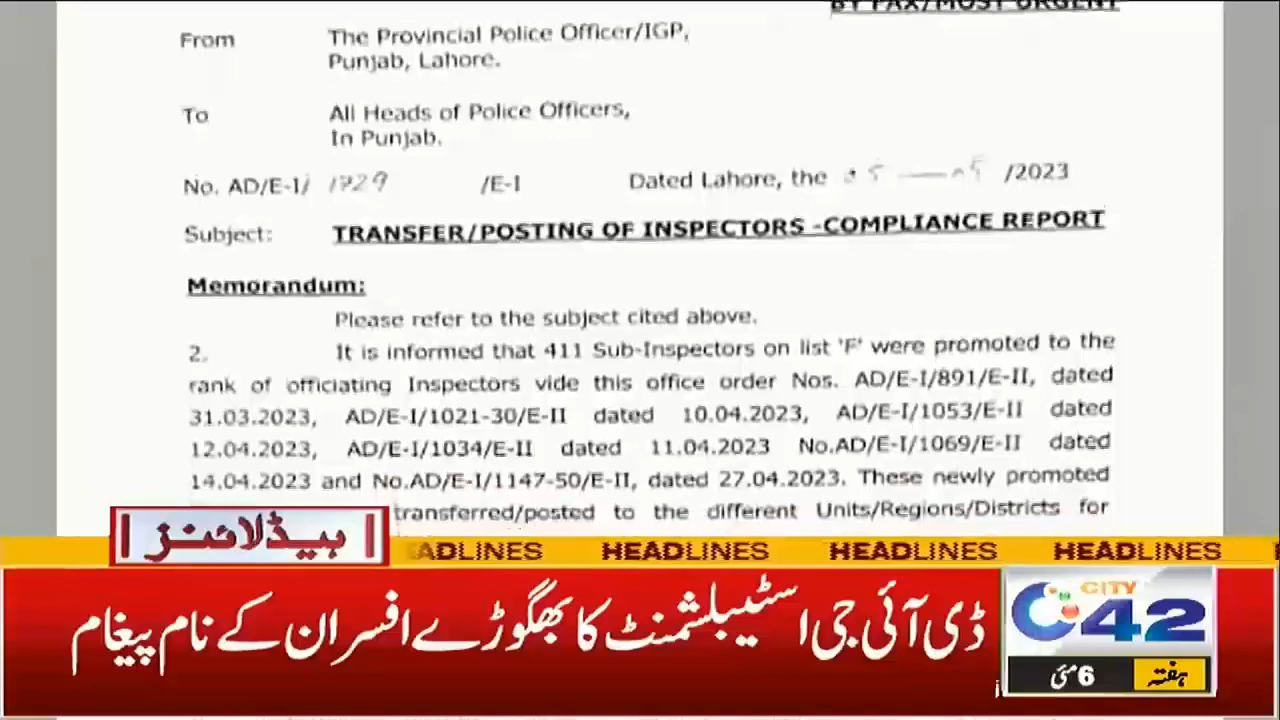 BY FAX/MOST URGENT
From The Provincial Police Officer/IGP,
Punjab, Lahore.
To All Heads of Police Officers,
In Punjab.
No. AD/E-I/ 1729 /E-I Dated Lahore, the /2023
Subject: TRANSFER/POSTING OF INSPECTORS -COMPLIANCE REPORT
Memorandum:
Please refer to the subject cited above.
2. It is informed that 411 Sub-Inspectors on list 'F' were promoted to the
rank of officiating Inspectors vide this office order Nos. AD/E-I/891/E-II, dated
31.03.2023, AD/E-I/1021-30/E-II dated 10.04.2023, AD/E-I/1053/E-II dated
12.04.2023, AD/E-I/1034/E-II dated 11.04.2023 No.AD/E-I/1069/E-II dated
14.04.2023 and No.AD/E-I/1147-50/E-II, dated 27.04.2023. These newly promoted
transferred/posted to the different Units/Regions/Districts for
ہیڈلائنز
ADLINES HEADLINES HEADLINES HEADLINES
ڈی آئی جی اسٹیبلشمنٹ کا بھگوڑے افسران کے نام پیغام
CITY
42
ہفتہ 6 مئی